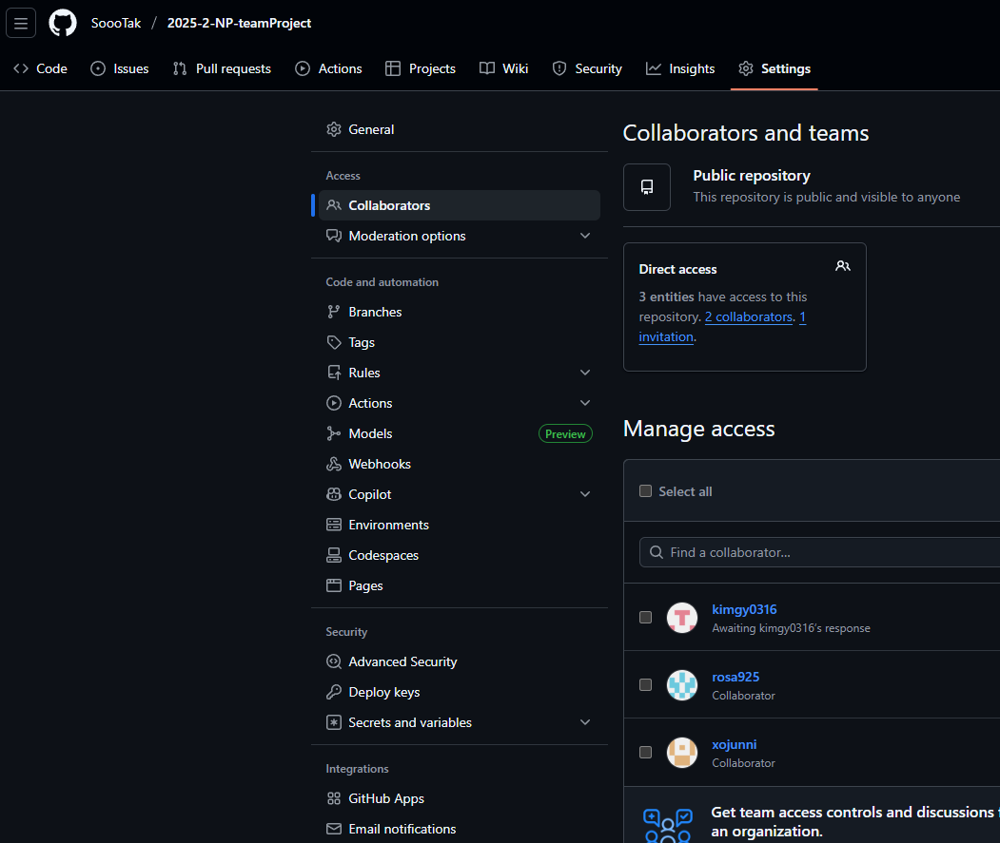 SoooTak / 2025-2-NP-teamProject
Code Issues Pull requests Actions Projects Wiki Security Insights Settings
General
Access
Collaborators
Moderation options
Code and automation
Branches
Tags
Rules
Actions
Models Preview
Webhooks
Copilot
Environments
Codespaces
Pages
Security
Advanced Security
Deploy keys
Secrets and variables
Integrations
GitHub Apps
Email notifications
Collaborators and teams
Public repository
This repository is public and visible to anyone
Direct access
3 entities have access to this
repository. 2 collaborators. 1
invitation.
Manage access
Select all
Find a collaborator...
kimgy0316
Awaiting kimgy0316's response
rosa925
Collaborator
xojunni
Collaborator
Get team access controls and discussions
an organization.